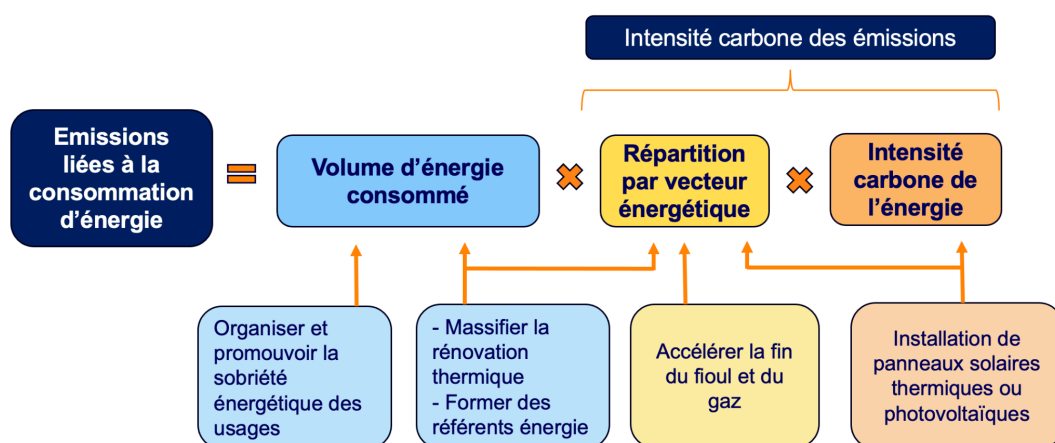 Intensité carbone des émissions
Emissions
liées à la
consommation
d'énergie
Volume d'énergie
consommé
Répartition
par vecteur
énergétique
Intensité
carbone de
l'énergie
Organiser et
promouvoir la
sobriété
énergétique des
usages
- Massifier la
rénovation
thermique
- Former des
référents énergie
Accélérer la fin
du fioul et du
gaz
Installation de
panneaux solaires
thermiques ou
photovoltaïques